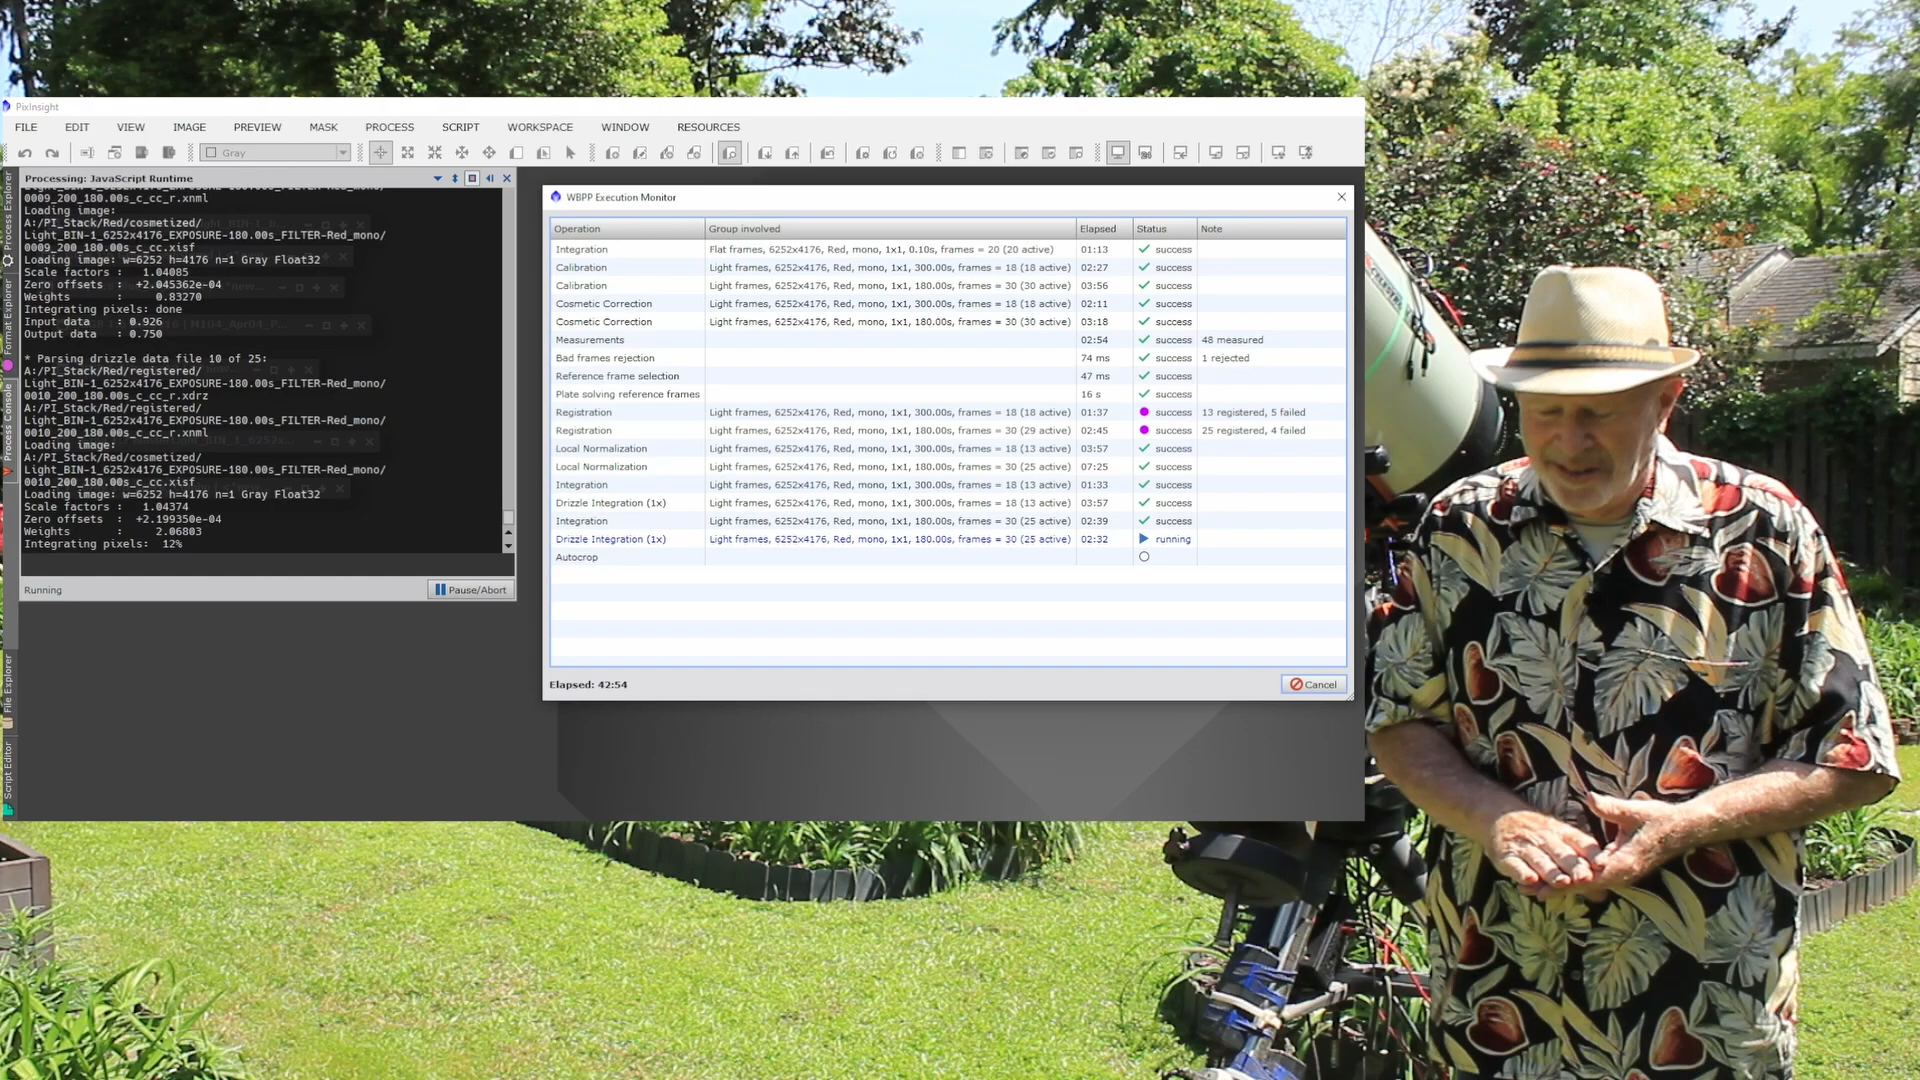 PixInsight
FILE EDIT VIEW IMAGE PREVIEW MASK PROCESS SCRIPT WORKSPACE WINDOW RESOURCES
Gray
Processing: JavaScript Runtime
0009_200_180.00s_c_cc_r.xnml
Loading image:
A:/PI_Stack/Red/cosmetized/
Light_BIN-1_6252x4176_EXPOSURE-180.00s_FILTER-Red_mono/
0009_200_180.00s_c_cc.xisf
Loading image: w=6252 h=4176 n=1 Gray Float32
Scale factors : 1.04085
Zero offsets : +2.045362e-04
Weights : 0.83270
Integrating pixels: done
Input data : 0.926
Output data : 0.750
* Parsing drizzle data file 10 of 25:
A:/PI_Stack/Red/registered/
Light_BIN-1_6252x4176_EXPOSURE-180.00s_FILTER-Red_mono/
0010_200_180.00s_c_cc_r.xdrz
A:/PI_Stack/Red/registered/
0010_200_180.00s_c_cc_r.xnml
Loading image:
A:/PI_Stack/Red/cosmetized/
Light_BIN-1_6252x4176_EXPOSURE-180.00s_FILTER-Red_mono/
0010_200_180.00s_c_cc.xisf
Loading image: w=6252 h=4176 n=1 Gray Float32
Scale factors : 1.04374
Zero offsets : +2.199350e-04
Weights : 2.06803
Integrating pixels: 12%
Running
Pause/Abort
Process Explorer
Format Explorer
Process Console
File Explorer
Script Editor
WBPP Execution Monitor
Operation Group involved Elapsed Status Note
Integration Flat frames, 6252x4176, Red, mono, 1x1, 0.10s, frames = 20 (20 active) 01:13 success
Calibration Light frames, 6252x4176, Red, mono, 1x1, 300.00s, frames = 18 (18 active) 02:27 success
Calibration Light frames, 6252x4176, Red, mono, 1x1, 180.00s, frames = 30 (30 active) 03:56 success
Cosmetic Correction Light frames, 6252x4176, Red, mono, 1x1, 300.00s, frames = 18 (18 active) 02:11 success
Cosmetic Correction Light frames, 6252x4176, Red, mono, 1x1, 180.00s, frames = 30 (30 active) 03:18 success
Measurements 02:54 success 48 measured
Bad frames rejection 74 ms success 1 rejected
Reference frame selection 47 ms success
Plate solving reference frames 16 s success
Registration Light frames, 6252x4176, Red, mono, 1x1, 300.00s, frames = 18 (18 active) 01:37 success 13 registered, 5 failed
Registration Light frames, 6252x4176, Red, mono, 1x1, 180.00s, frames = 30 (29 active) 02:45 success 25 registered, 4 failed
Local Normalization Light frames, 6252x4176, Red, mono, 1x1, 300.00s, frames = 18 (13 active) 03:57 success
Local Normalization Light frames, 6252x4176, Red, mono, 1x1, 180.00s, frames = 30 (25 active) 07:25 success
Integration Light frames, 6252x4176, Red, mono, 1x1, 300.00s, frames = 18 (13 active) 01:33 success
Drizzle Integration (1x) Light frames, 6252x4176, Red, mono, 1x1, 300.00s, frames = 18 (13 active) 03:57 success
Integration Light frames, 6252x4176, Red, mono, 1x1, 180.00s, frames = 30 (25 active) 02:39 success
Drizzle Integration (1x) Light frames, 6252x4176, Red, mono, 1x1, 180.00s, frames = 30 (25 active) 02:32 running
Autocrop
Elapsed: 42:54
Cancel